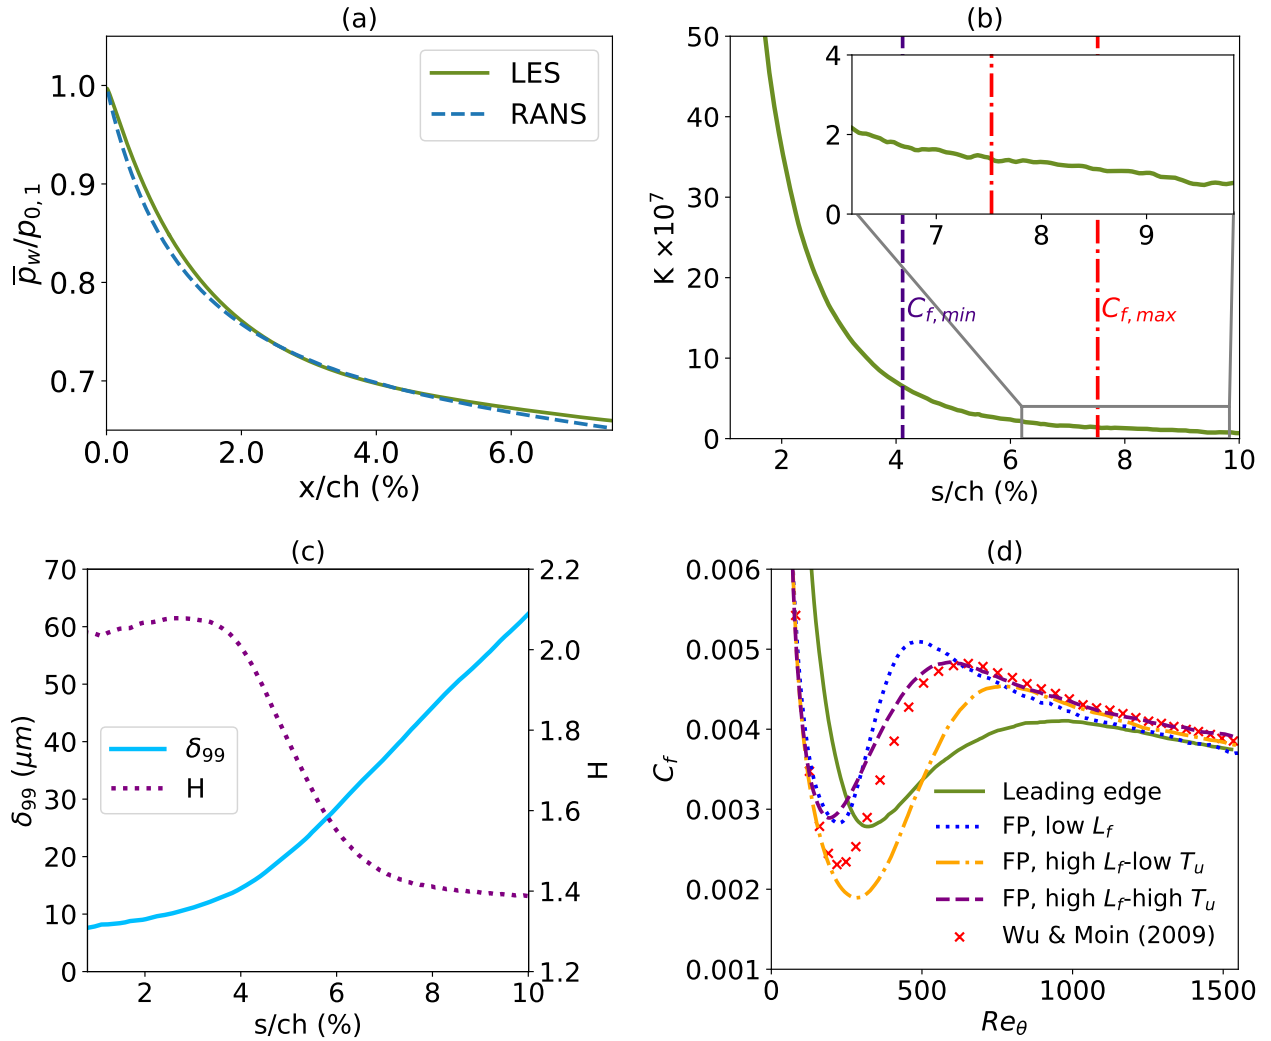 (a)
1.0
0.9
0.8
0.7
p̅w/p0,1
0.0
2.0
4.0
6.0
x/ch (%)
LES
RANS
(b)
50
40
30
20
10
0
K ×10⁷
2
4
6
8
10
s/ch (%)
4
2
0
7
8
9
Cf,min
Cf,max
(c)
70
60
50
40
30
20
10
0
δ99 (μm)
2
4
6
8
10
s/ch (%)
2.2
2.0
1.8
1.6
1.4
1.2
H
δ99
H
(d)
0.006
0.005
0.004
0.003
0.002
0.001
Cf
0
500
1000
1500
Reθ
Leading edge
FP, low Lf
FP, high Lf-low Tu
FP, high Lf-high Tu
Wu & Moin (2009)